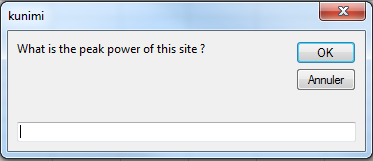 kunimi
What is the peak power of this site ?
OK
Annuler